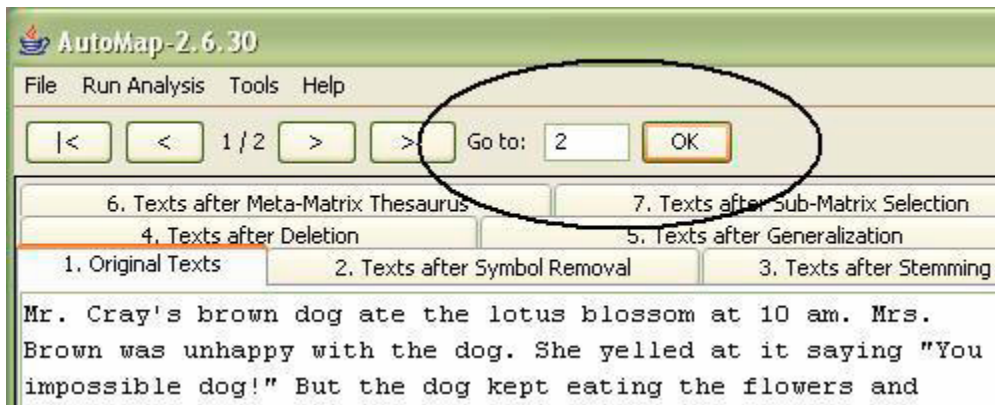 AutoMap-2.6.30
File Run Analysis Tools Help
|< < 1 / 2 > > Go to: 2 OK
6. Texts after Meta-Matrix Thesaurus 7. Texts after Sub-Matrix Selection
4. Texts after Deletion 5. Texts after Generalization
1. Original Texts 2. Texts after Symbol Removal 3. Texts after Stemming
Mr. Cray's brown dog ate the lotus blossom at 10 am. Mrs.
Brown was unhappy with the dog. She yelled at it saying "You
impossible dog!" But the dog kept eating the flowers and